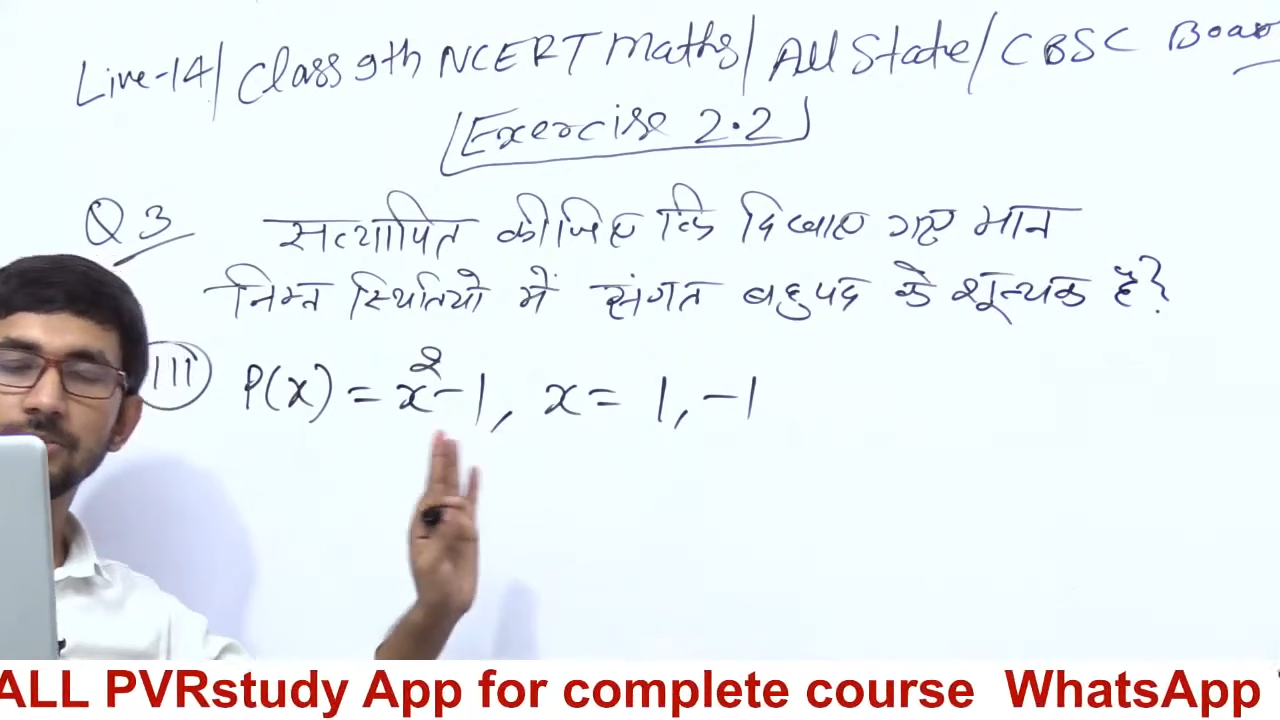 Live-14/ Class 9th NCERT Maths/ All State/ CBSC Boar
Exercise 2.2
Q 3 सत्यापित कीजिए कि दिखाए गए मान
निम्न स्थितियो में संगत बहुपद के शून्यक है?
III P(x) = x²-1, x = 1, -1
ALL PVRstudy App for complete course WhatsApp